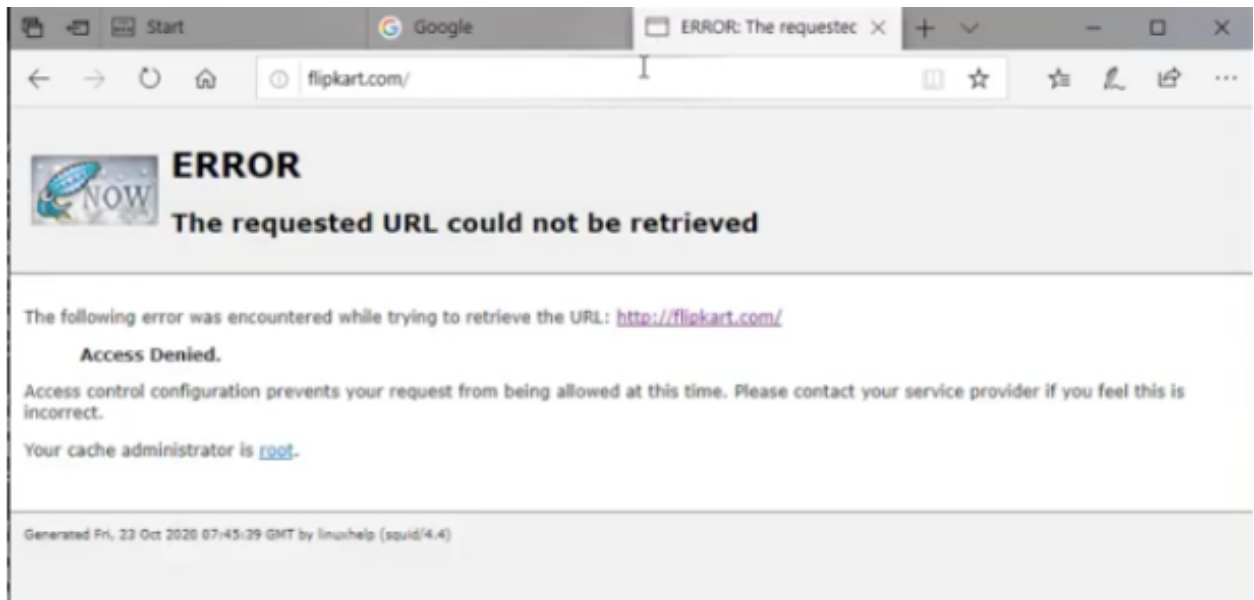 Start
Google
ERROR: The requestec
flipkart.com/
NOW
ERROR
The requested URL could not be retrieved
The following error was encountered while trying to retrieve the URL: http://flipkart.com/
Access Denied.
Access control configuration prevents your request from being allowed at this time. Please contact your service provider if you feel this is
incorrect.
Your cache administrator is root.
Generated Fri, 23 Oct 2020 07:45:39 GMT by linuxhelp (squid/4.4)